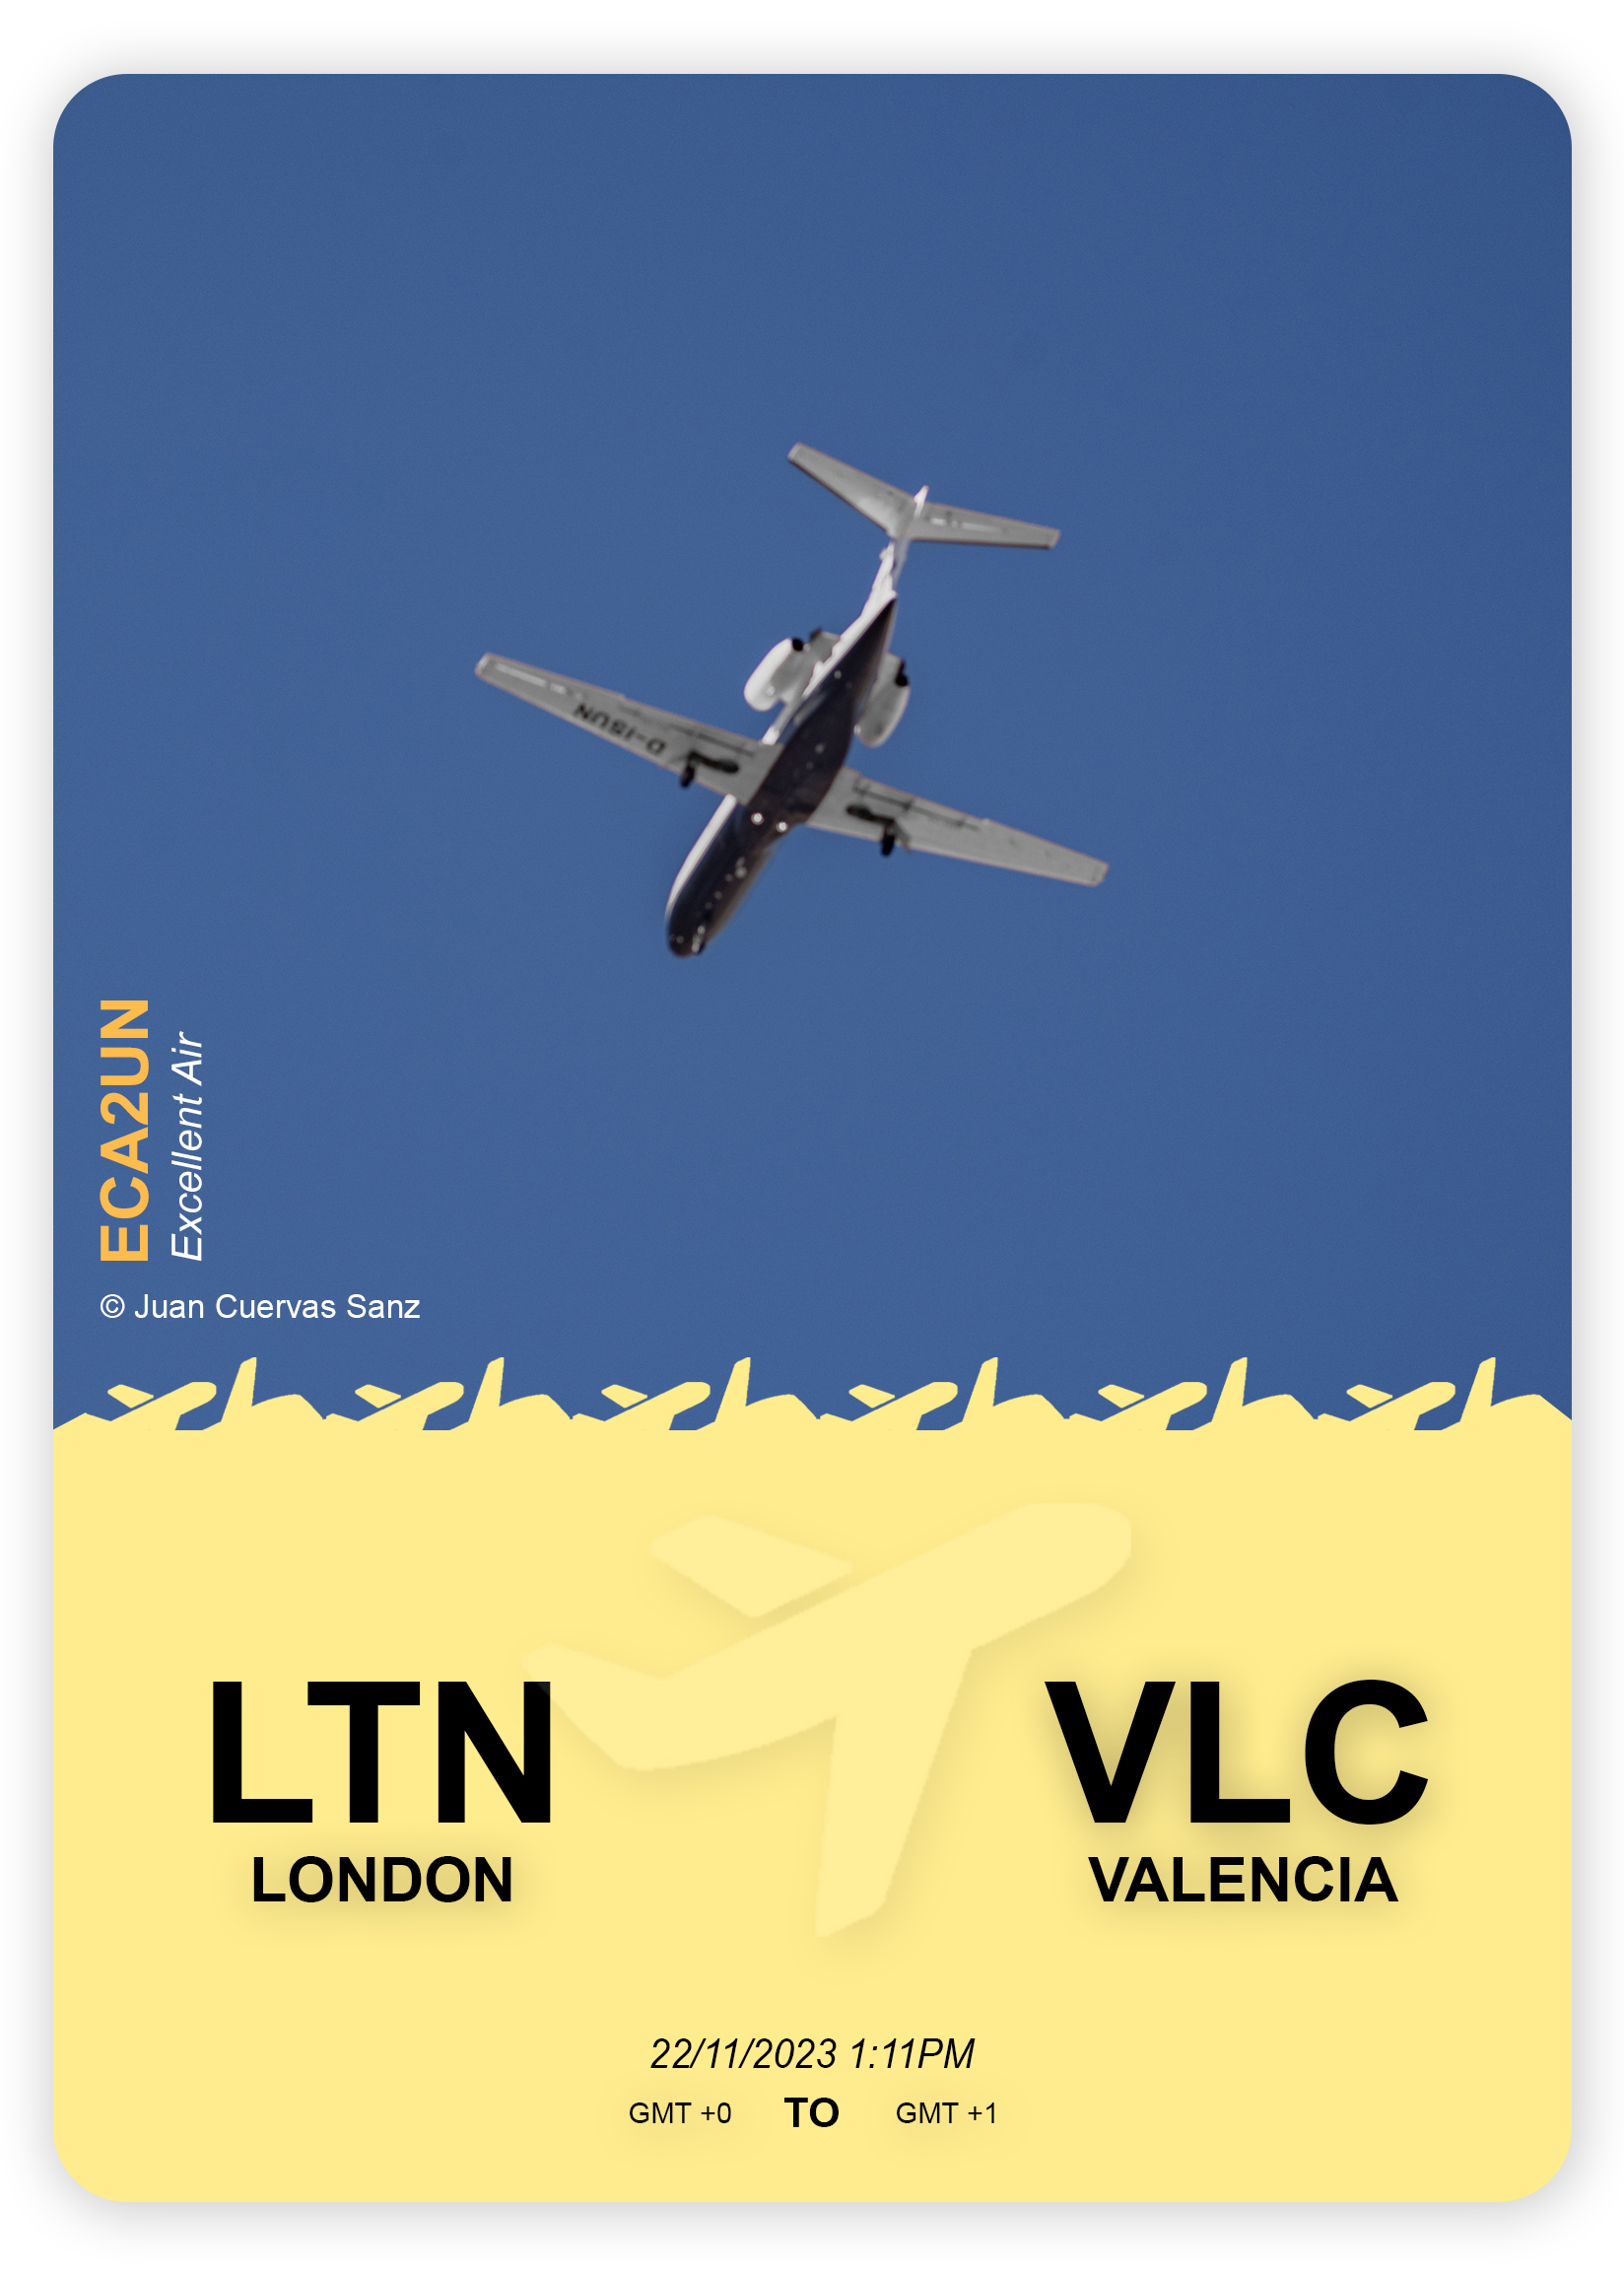 D-ISUN
ECA2UN
Excellent Air
© Juan Cuervas Sanz
LTN
VLC
LONDON
VALENCIA
22/11/2023 1:11PM
GMT +0 TO GMT +1